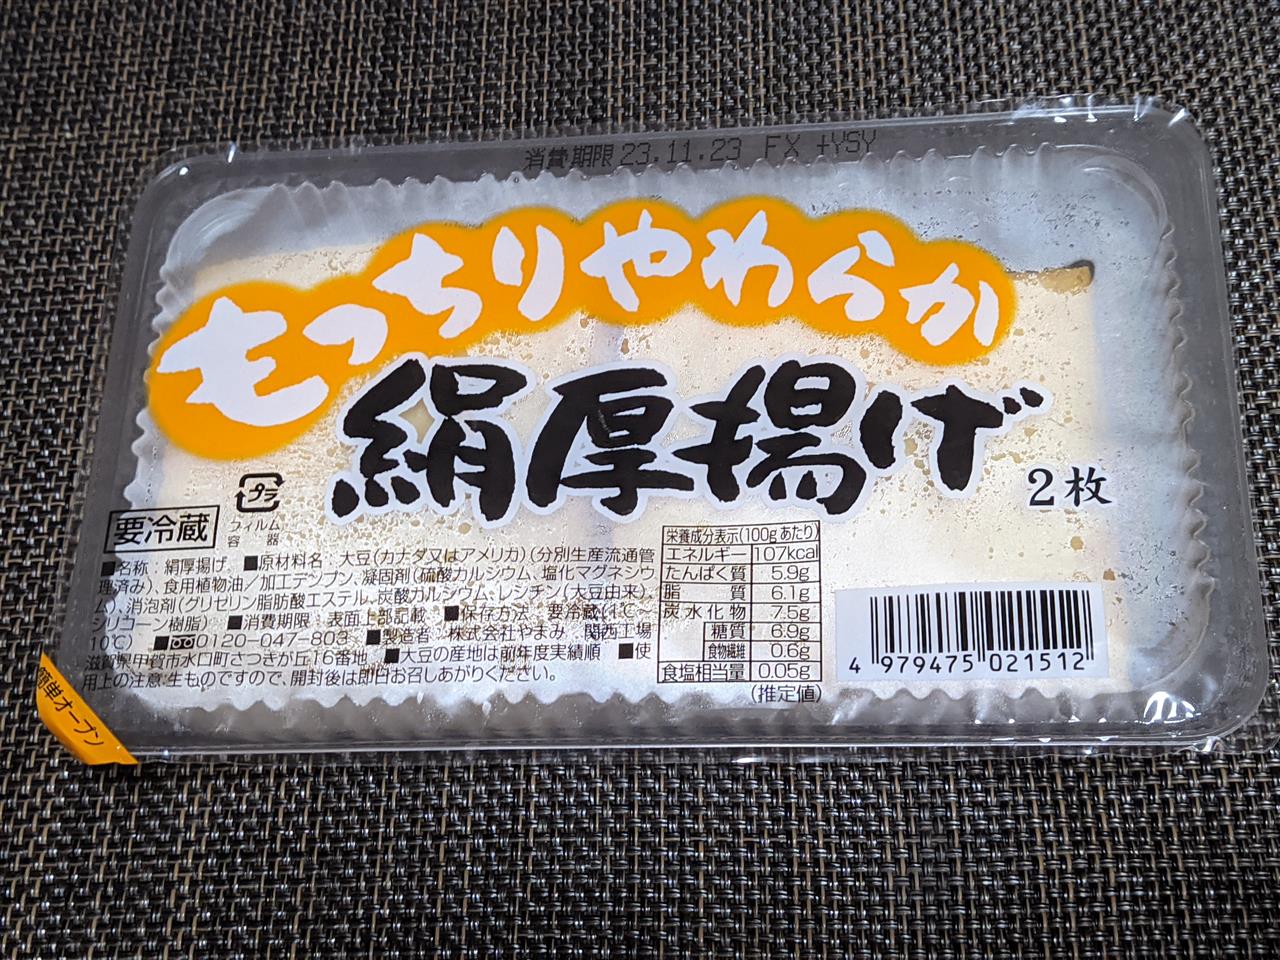 消費期限 23.11.23 FX +YSY
もっちりやわらか
絹厚揚げ
2枚
プラ
フィルム
容器
要冷蔵
■名称：絹厚揚げ ■原材料名：大豆(カナダ又はアメリカ)(分別生産流通管
理済み)、食用植物油／加工デンプン、凝固剤(硫酸カルシウム、塩化マグネシウ
ム)、消泡剤(グリセリン脂肪酸エステル、炭酸カルシウム、レシチン(大豆由来)、
シリコーン樹脂) ■消費期限：表面上部記載 ■保存方法：要冷蔵(1℃～
10℃) ■0120-047-803 ■製造者：株式会社やまみ 関西工場
滋賀県甲賀市水口町さつきが丘16番地 ■大豆の産地は前年度実績順 ■使
用上の注意：生ものですので、開封後は即日お召しあがりください。
栄養成分表示(100gあたり)
エネルギー 107kcal
たんぱく質 5.9g
脂質 6.1g
炭水化物 7.5g
糖質 6.9g
食物繊維 0.6g
食塩相当量 0.05g
(推定値)
4 979475 021512
簡単オープン